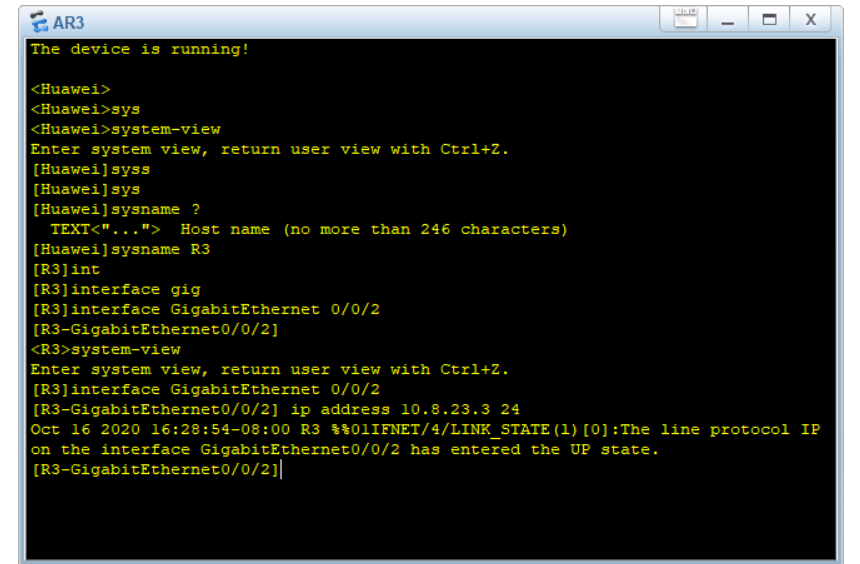 AR3
The device is running!
<Huawei>
<Huawei>sys
<Huawei>system-view
Enter system view, return user view with Ctrl+Z.
[Huawei]syss
[Huawei]sys
[Huawei]sysname ?
TEXT<"..."> Host name (no more than 246 characters)
[Huawei]sysname R3
[R3]int
[R3]interface gig
[R3]interface GigabitEthernet 0/0/2
[R3-GigabitEthernet0/0/2]
<R3>system-view
Enter system view, return user view with Ctrl+Z.
[R3]interface GigabitEthernet 0/0/2
[R3-GigabitEthernet0/0/2] ip address 10.8.23.3 24
Oct 16 2020 16:28:54-08:00 R3 %%01IFNET/4/LINK_STATE(l)[0]:The line protocol IP
on the interface GigabitEthernet0/0/2 has entered the UP state.
[R3-GigabitEthernet0/0/2]